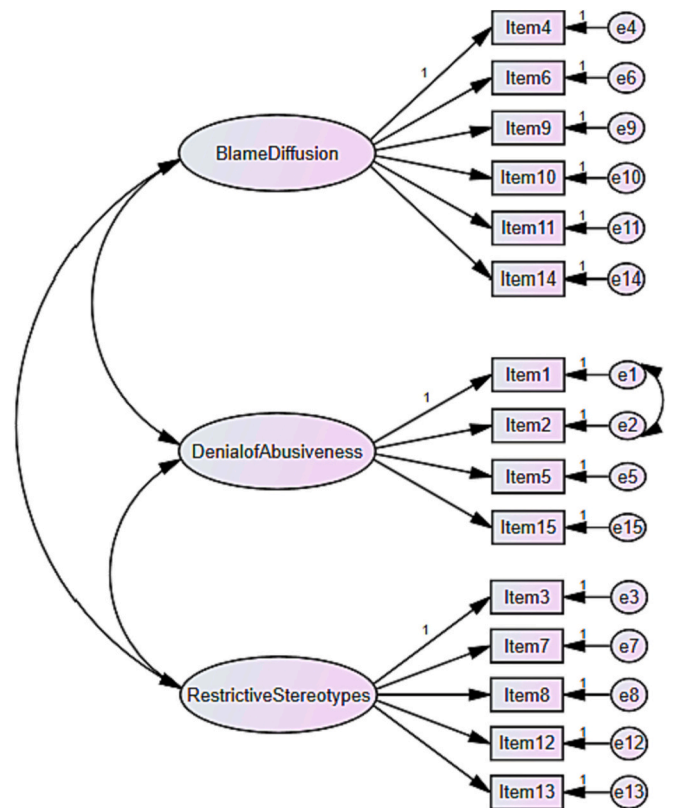 Item4 1 e4
1
Item6 1 e6
Item9 1 e9
BlameDiffusion
Item10 1 e10
Item11 1 e11
Item14 1 e14
Item1 1 e1
1
Item2 1 e2
DenialofAbusiveness
Item5 1 e5
Item15 1 e15
Item3 1 e3
1
Item7 1 e7
RestrictiveStereotypes
Item8 1 e8
Item12 1 e12
Item13 1 e13